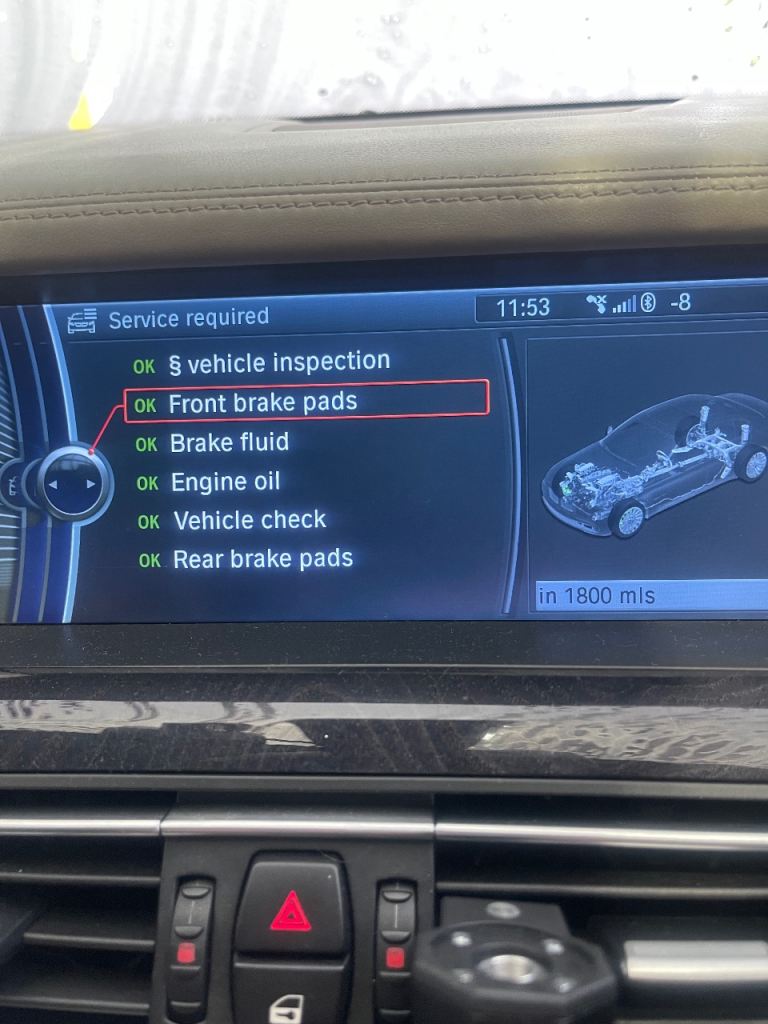 Service required
11:53 -8
OK § vehicle inspection
OK Front brake pads
OK Brake fluid
OK Engine oil
OK Vehicle check
OK Rear brake pads
in 1800 mls